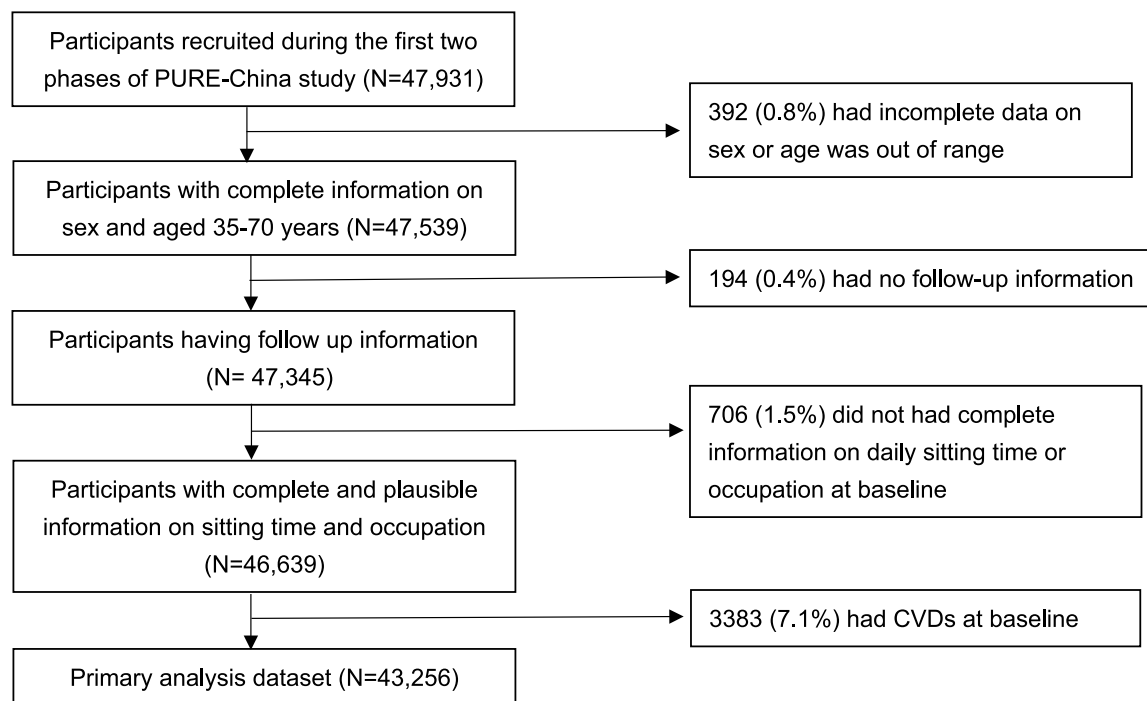 Participants recruited during the first two
phases of PURE-China study (N=47,931)
392 (0.8%) had incomplete data on
sex or age was out of range
Participants with complete information on
sex and aged 35-70 years (N=47,539)
194 (0.4%) had no follow-up information
Participants having follow up information
(N= 47,345)
706 (1.5%) did not had complete
information on daily sitting time or
occupation at baseline
Participants with complete and plausible
information on sitting time and occupation
(N=46,639)
3383 (7.1%) had CVDs at baseline
Primary analysis dataset (N=43,256)